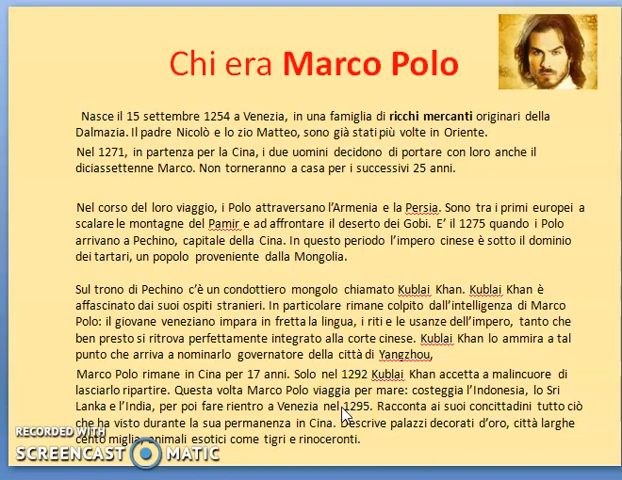 Chi era Marco Polo
Nasce il 15 settembre 1254 a Venezia, in una famiglia di ricchi mercanti originari della
Dalmazia. Il padre Nicolò e lo zio Matteo, sono già stati più volte in Oriente.
Nel 1271, in partenza per la Cina, i due uomini decidono di portare con loro anche il
diciassettenne Marco. Non torneranno a casa per i successivi 25 anni.
Nel corso del loro viaggio, i Polo attraversano l'Armenia e la Persia. Sono tra i primi europei a
scalare le montagne del Pamir e ad affrontare il deserto dei Gobi. E' il 1275 quando i Polo
arrivano a Pechino, capitale della Cina. In questo periodo l'impero cinese è sotto il dominio
dei tartari, un popolo proveniente dalla Mongolia.
Sul trono di Pechino c'è un condottiero mongolo chiamato Kublai Khan. Kublai Khan è
affascinato dai suoi ospiti stranieri. In particolare rimane colpito dall'intelligenza di Marco
Polo: il giovane veneziano impara in fretta la lingua, i riti e le usanze dell'impero, tanto che
ben presto si ritrova perfettamente integrato alla corte cinese. Kublai Khan lo ammira a tal
punto che arriva a nominarlo governatore della città di Yangzhou,
Marco Polo rimane in Cina per 17 anni. Solo nel 1292 Kublai Khan accetta a malincuore di
lasciarlo ripartire. Questa volta Marco Polo viaggia per mare: costeggia l'Indonesia, lo Sri
Lanka e l'India, per poi fare rientro a Venezia nel 1295. Racconta ai suoi concittadini tutto ciò
che ha visto durante la sua permanenza in Cina. Descrive palazzi decorati d'oro, città larghe
cento miglia, animali esotici come tigri e rinoceronti.
RECORDED WITH
SCREENCAST MATIC